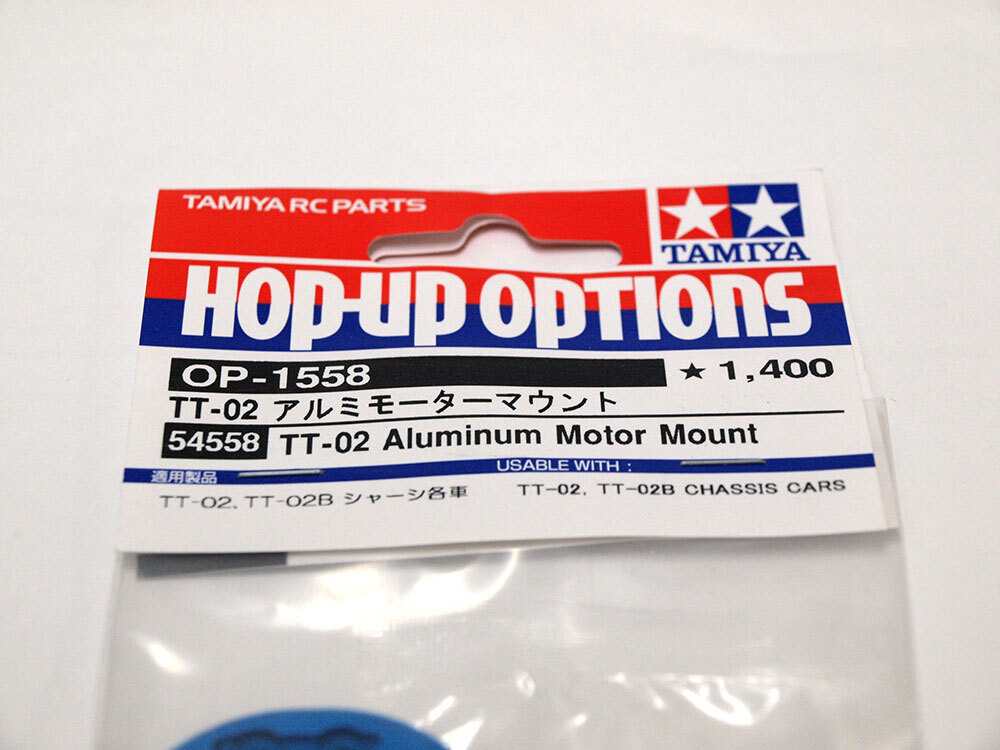 TAMIYA RC PARTS
TAMIYA
HOP-UP OPTIONS
OP-1558 ★ 1,400
TT-02 アルミモーターマウント
54558 TT-02 Aluminum Motor Mount
適用製品 USABLE WITH :
TT-02, TT-02B シャーシ各車 TT-02, TT-02B CHASSIS CARS